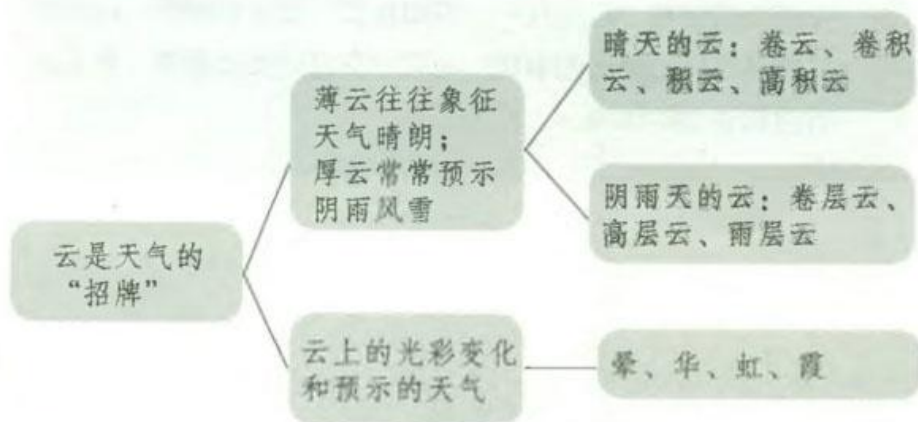 云是天气的
“招牌”
薄云往往象征
天气晴朗；
厚云常常预示
阴雨风雪
晴天的云：卷云、卷积
云、积云、高积云
阴雨天的云：卷层云、
高层云、雨层云
云上的光彩变化
和预示的天气
晕、华、虹、霞